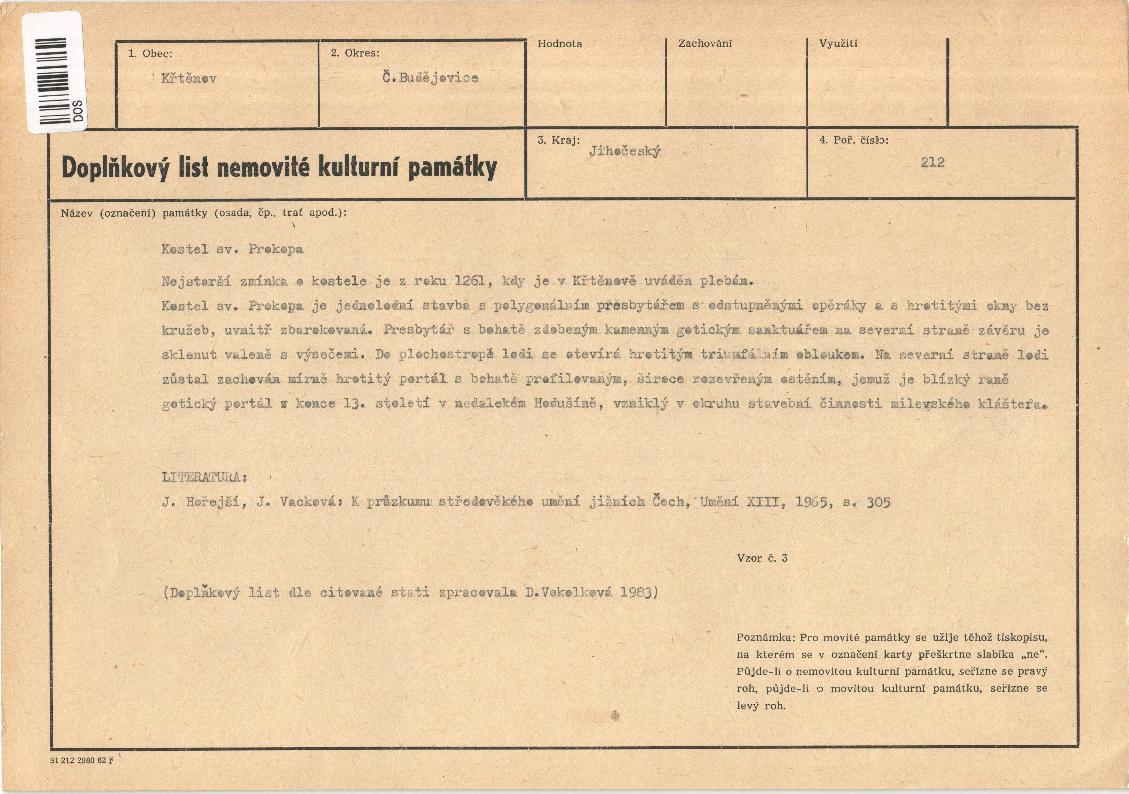 DOS
1. Obec:
Křtěnov
2. Okres:
Č.Budějovice
Hodnota
Zachování
Využití
Doplňkový list nemovité kulturní památky
3. Kraj:
Jihočeský
4. Poř. číslo:
212
Název (označení) památky (osada, čp., trať apod.):
Kostel sv. Prokopa
Nejstarší zmínka o kostele je z roku 1261, kdy je v Křtěnově uváděn plebán.
Kostel sv. Prokopa je jednolodní stavba s polygonálním presbytářem s odstupněnými opěráky a s hrotitými okny bez
kružeb, uvnitř zbarokovaná. Presbytář s bohatě zdobeným kamenným gotickým sanktuářem na severní straně závěru je
sklenut valeně s výsečemi. Do plochostropé lodi se otevírá hrotitým triumfálním obloukem. Na severní straně lodi
zůstal zachován mírně hrotitý portál s bohatě profilovaným, široce rozevřeným ostěním, jemuž je blízký raně
gotický portál z konce 13. století v nedalekém Hodušíně, vzniklý v okruhu stavební činnosti milevského kláštera.
LITERATURA:
J. Hořejší, J. Vacková: K průzkumu středověkého umění jižních Čech, Umění XIII, 1965, s. 305
Vzor č. 3
(Doplňkový list dle citované stati zpracovala D.Vokolková 1983)
Poznámka: Pro movité památky se užije téhož tiskopisu,
na kterém se v označení karty přeškrtne slabika „ne“.
Půjde-li o nemovitou kulturní památku, seřízne se pravý
roh, půjde-li o movitou kulturní památku, seřízne se
levý roh.
St 212 2980 62 ř